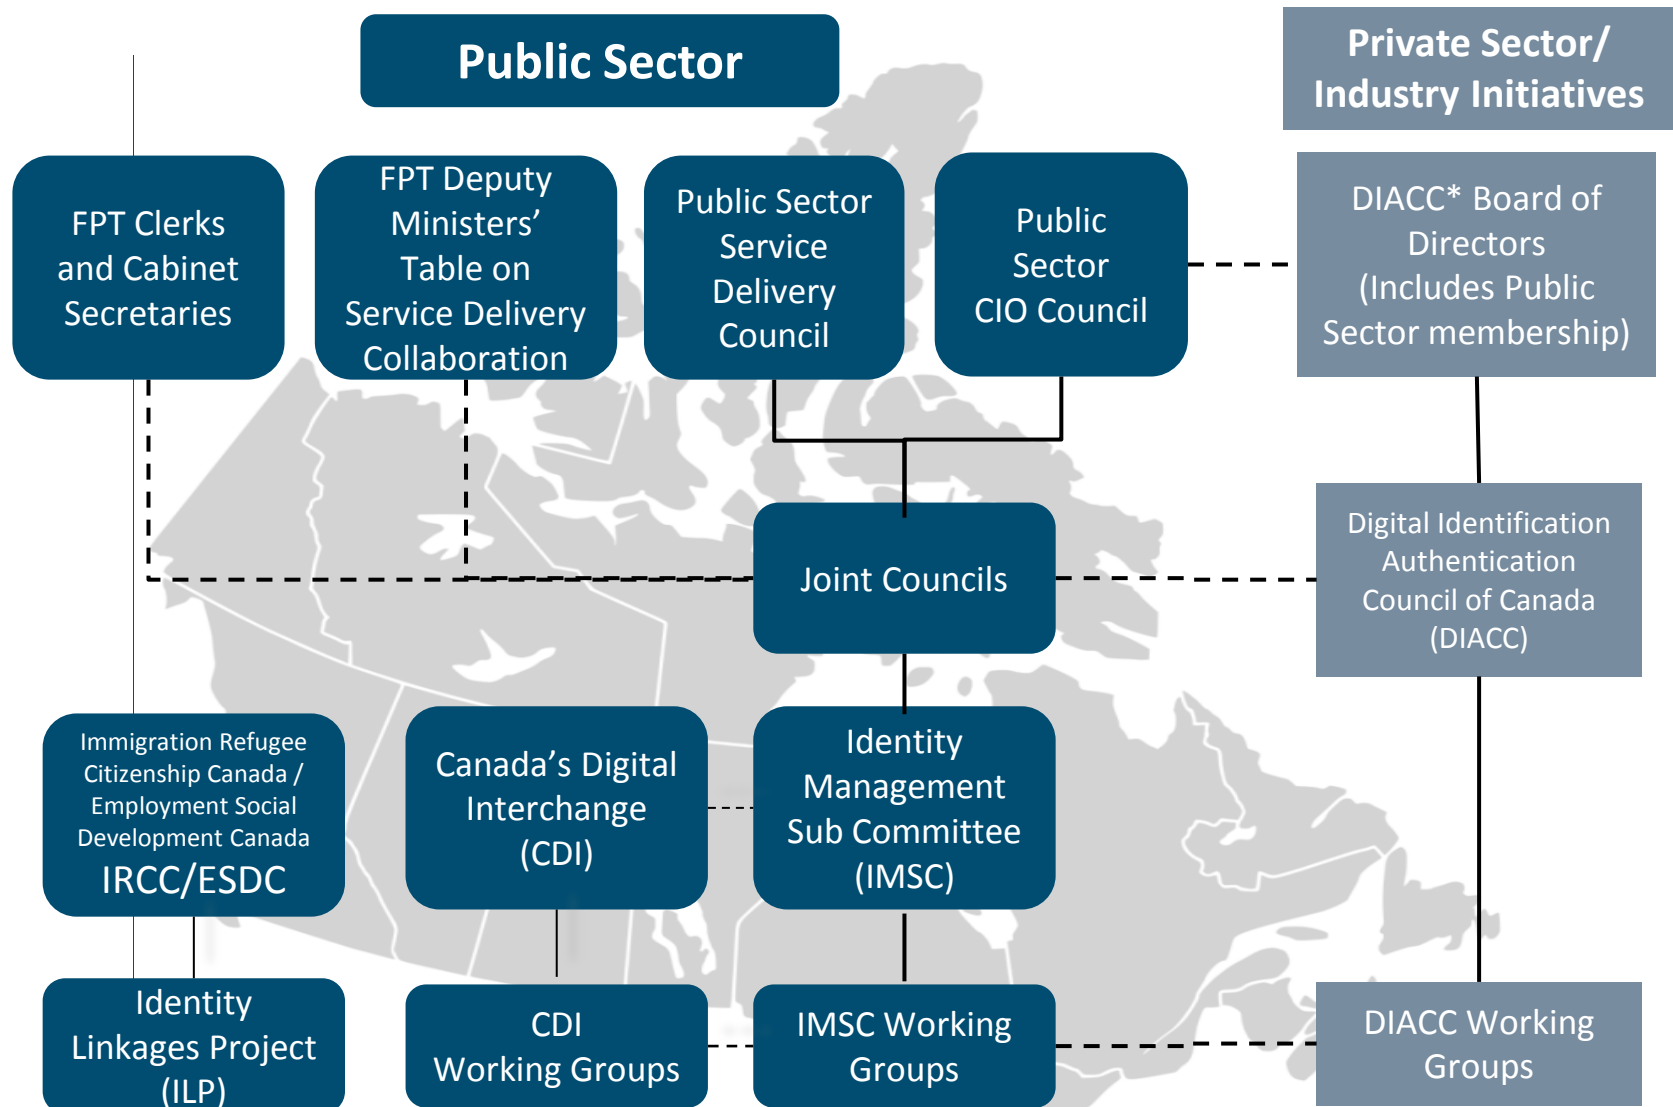 Public Sector
Private Sector/
Industry Initiatives
FPT Clerks
and Cabinet
Secretaries
FPT Deputy
Ministers’
Table on
Service Delivery
Collaboration
Public Sector
Service
Delivery
Council
Public
Sector
CIO Council
DIACC* Board of
Directors
(Includes Public
Sector membership)
Joint Councils
Digital Identification
Authentication
Council of Canada
(DIACC)
Immigration Refugee
Citizenship Canada /
Employment Social
Development Canada
IRCC/ESDC
Canada’s Digital
Interchange
(CDI)
Identity
Management
Sub Committee
(IMSC)
Identity
Linkages Project
(ILP)
CDI
Working Groups
IMSC Working
Groups
DIACC Working
Groups